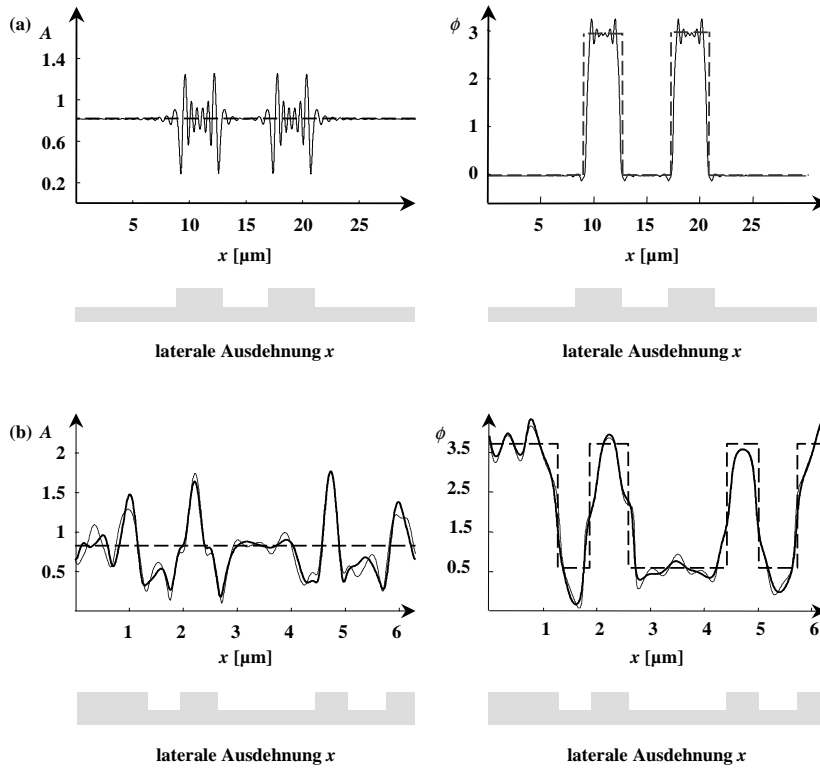 (a)
A
1.4
1
0.6
0.2
5 10 15 20 25
x [µm]
laterale Ausdehnung x
ϕ
3
2
1
0
5 10 15 20 25
x [µm]
laterale Ausdehnung x
(b)
A
2
1.5
1
0.5
1 2 3 4 5 6
x [µm]
laterale Ausdehnung x
ϕ
3.5
2.5
1.5
0.5
1 2 3 4 5 6
x [µm]
laterale Ausdehnung x